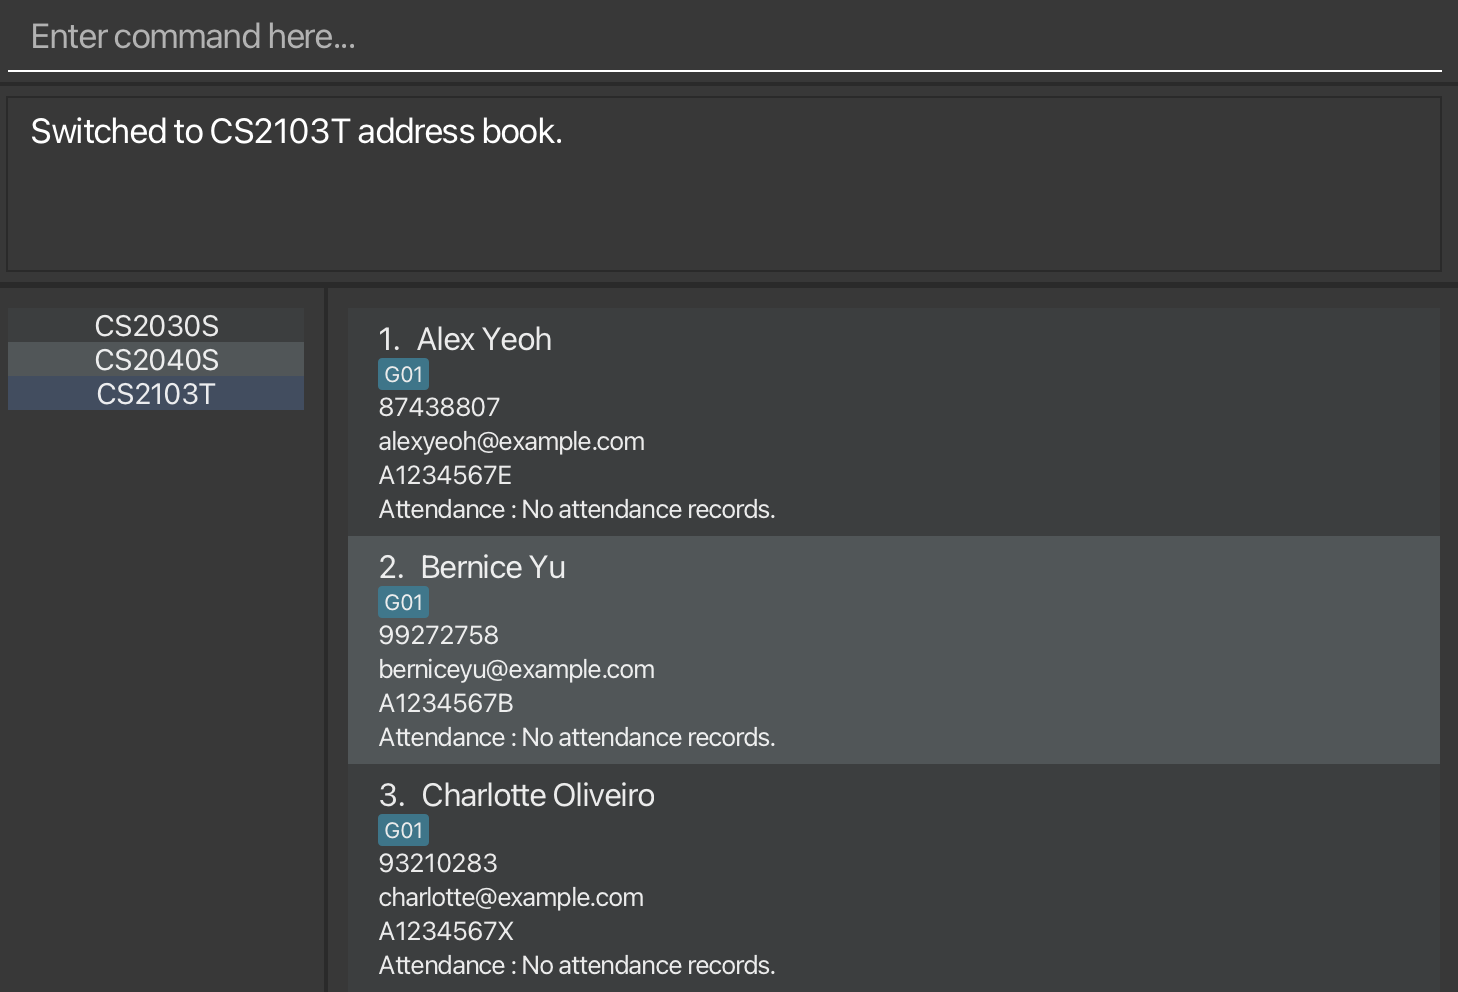 Enter command here...
Switched to CS2103T address book.
CS2030S
CS2040S
CS2103T
1. Alex Yeoh
G01
87438807
alexyeoh@example.com
A1234567E
Attendance : No attendance records.
2. Bernice Yu
G01
99272758
berniceyu@example.com
A1234567B
Attendance : No attendance records.
3. Charlotte Oliveiro
G01
93210283
charlotte@example.com
A1234567X
Attendance : No attendance records.